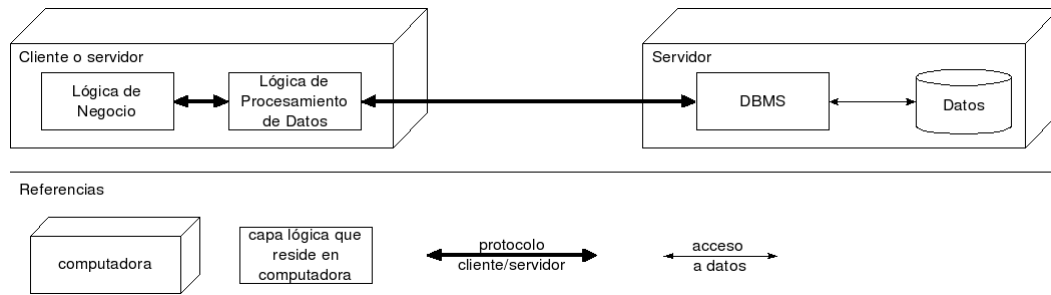 Cliente o servidor
Lógica de
Negocio
Lógica de
Procesamiento
de Datos
Servidor
DBMS
Datos
Referencias
computadora
capa lógica que
reside en
computadora
protocolo
cliente/servidor
acceso
a datos